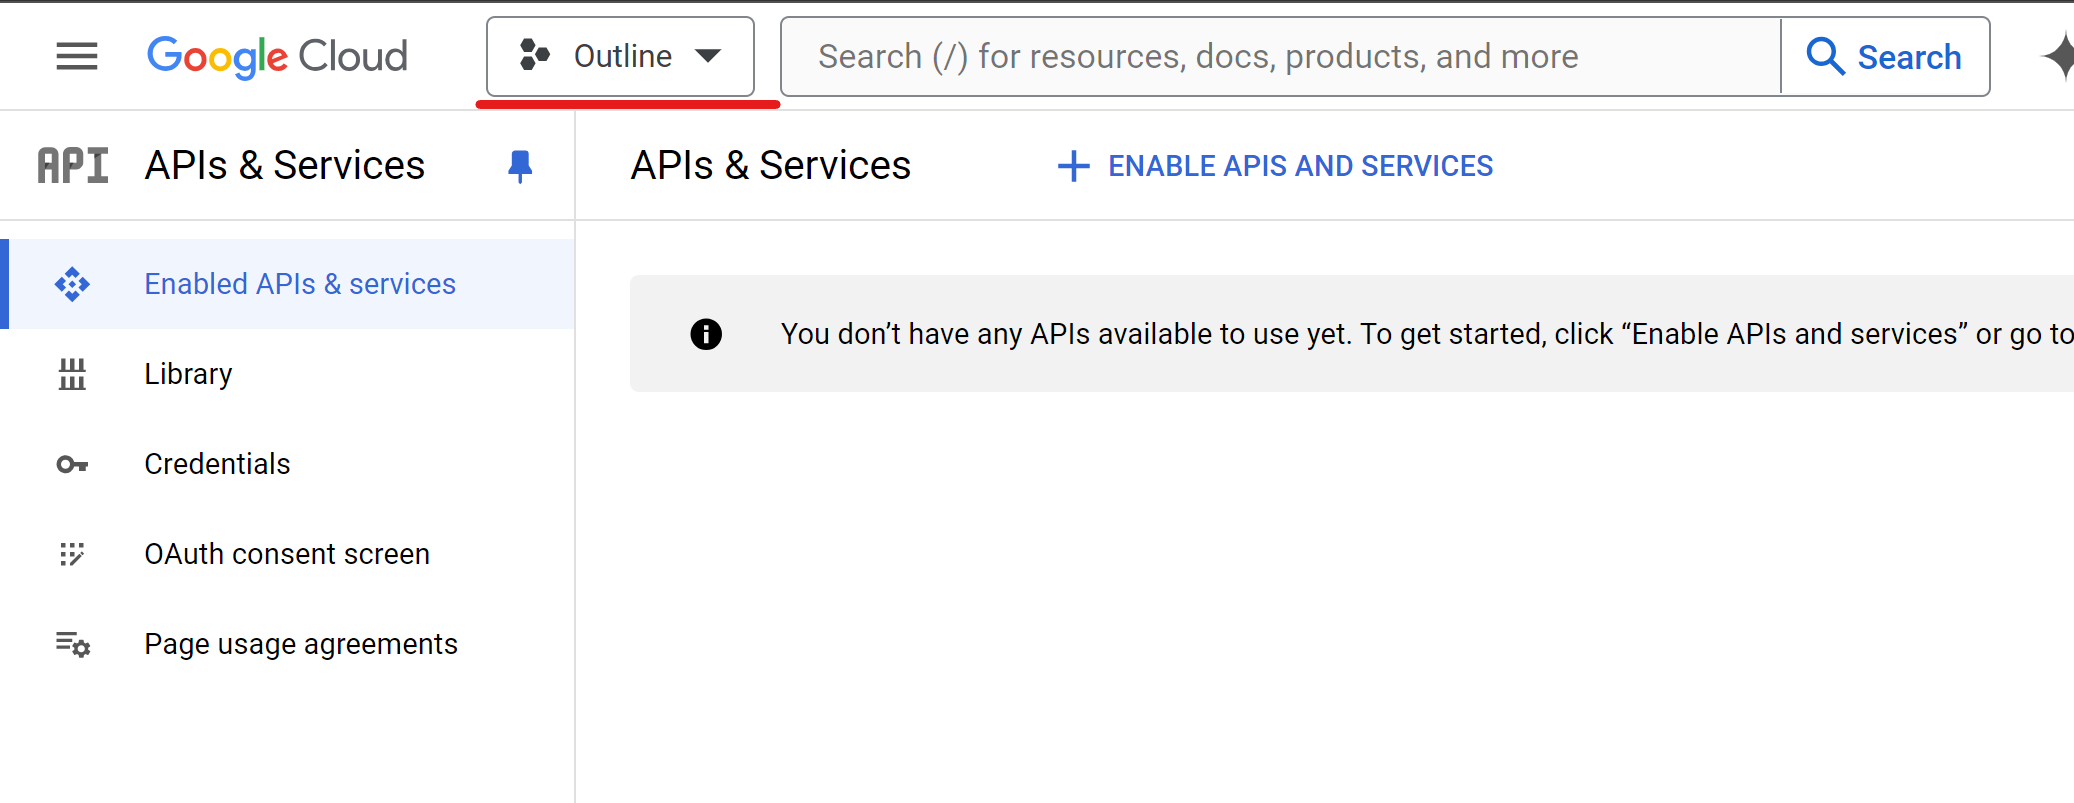 Google Cloud
Outline
Search (/) for resources, docs, products, and more
Search
API
APIs & Services
APIs & Services
ENABLE APIS AND SERVICES
Enabled APIs & services
You don’t have any APIs available to use yet. To get started, click “Enable APIs and services” or go to
Library
Credentials
OAuth consent screen
Page usage agreements